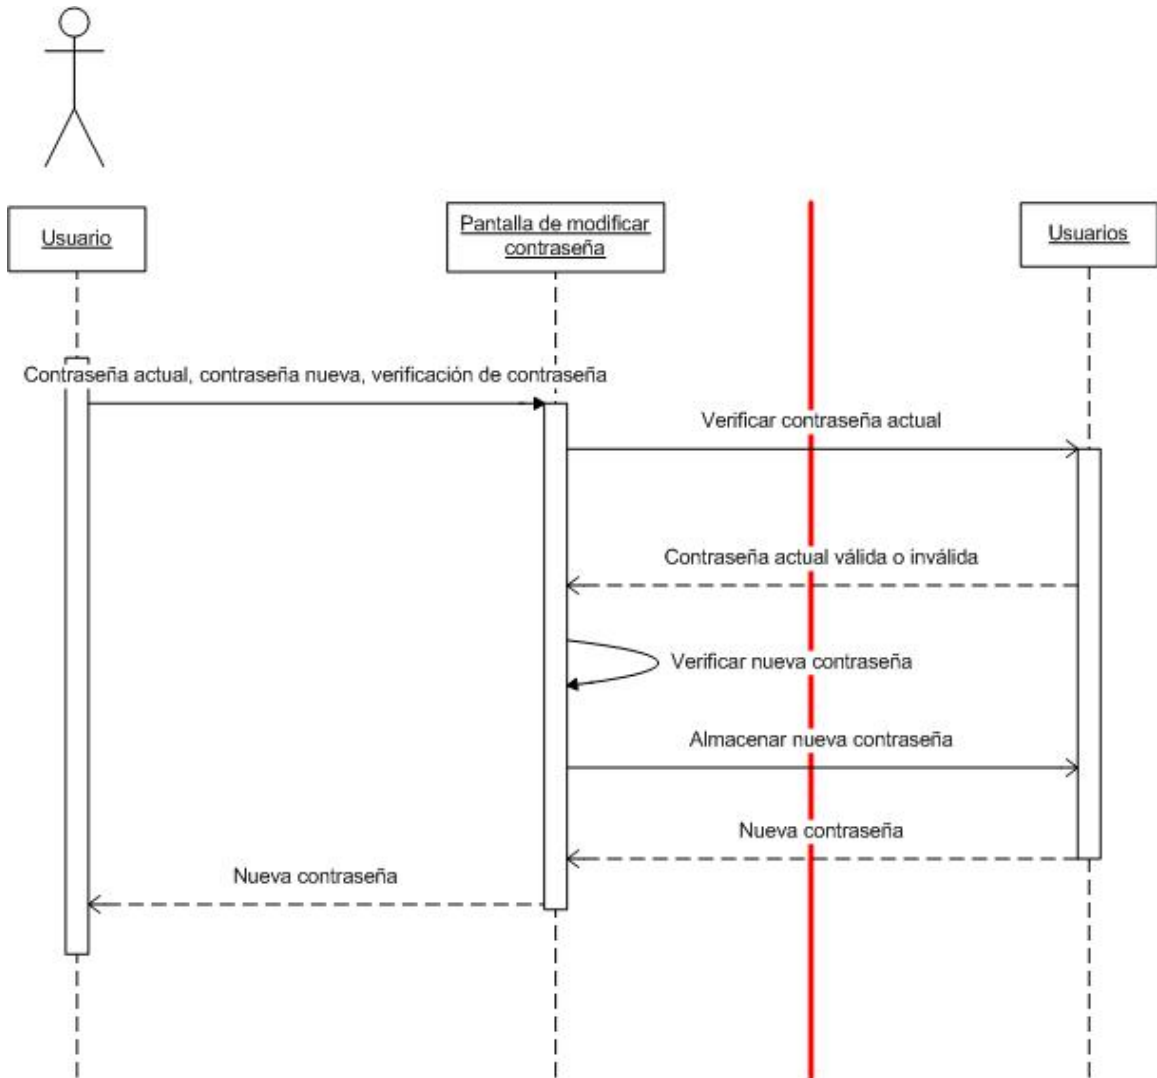 Usuario
Pantalla de modificar
contraseña
Usuarios
Contraseña actual, contraseña nueva, verificación de contraseña
Verificar contraseña actual
Contraseña actual válida o inválida
Verificar nueva contraseña
Almacenar nueva contraseña
Nueva contraseña
Nueva contraseña